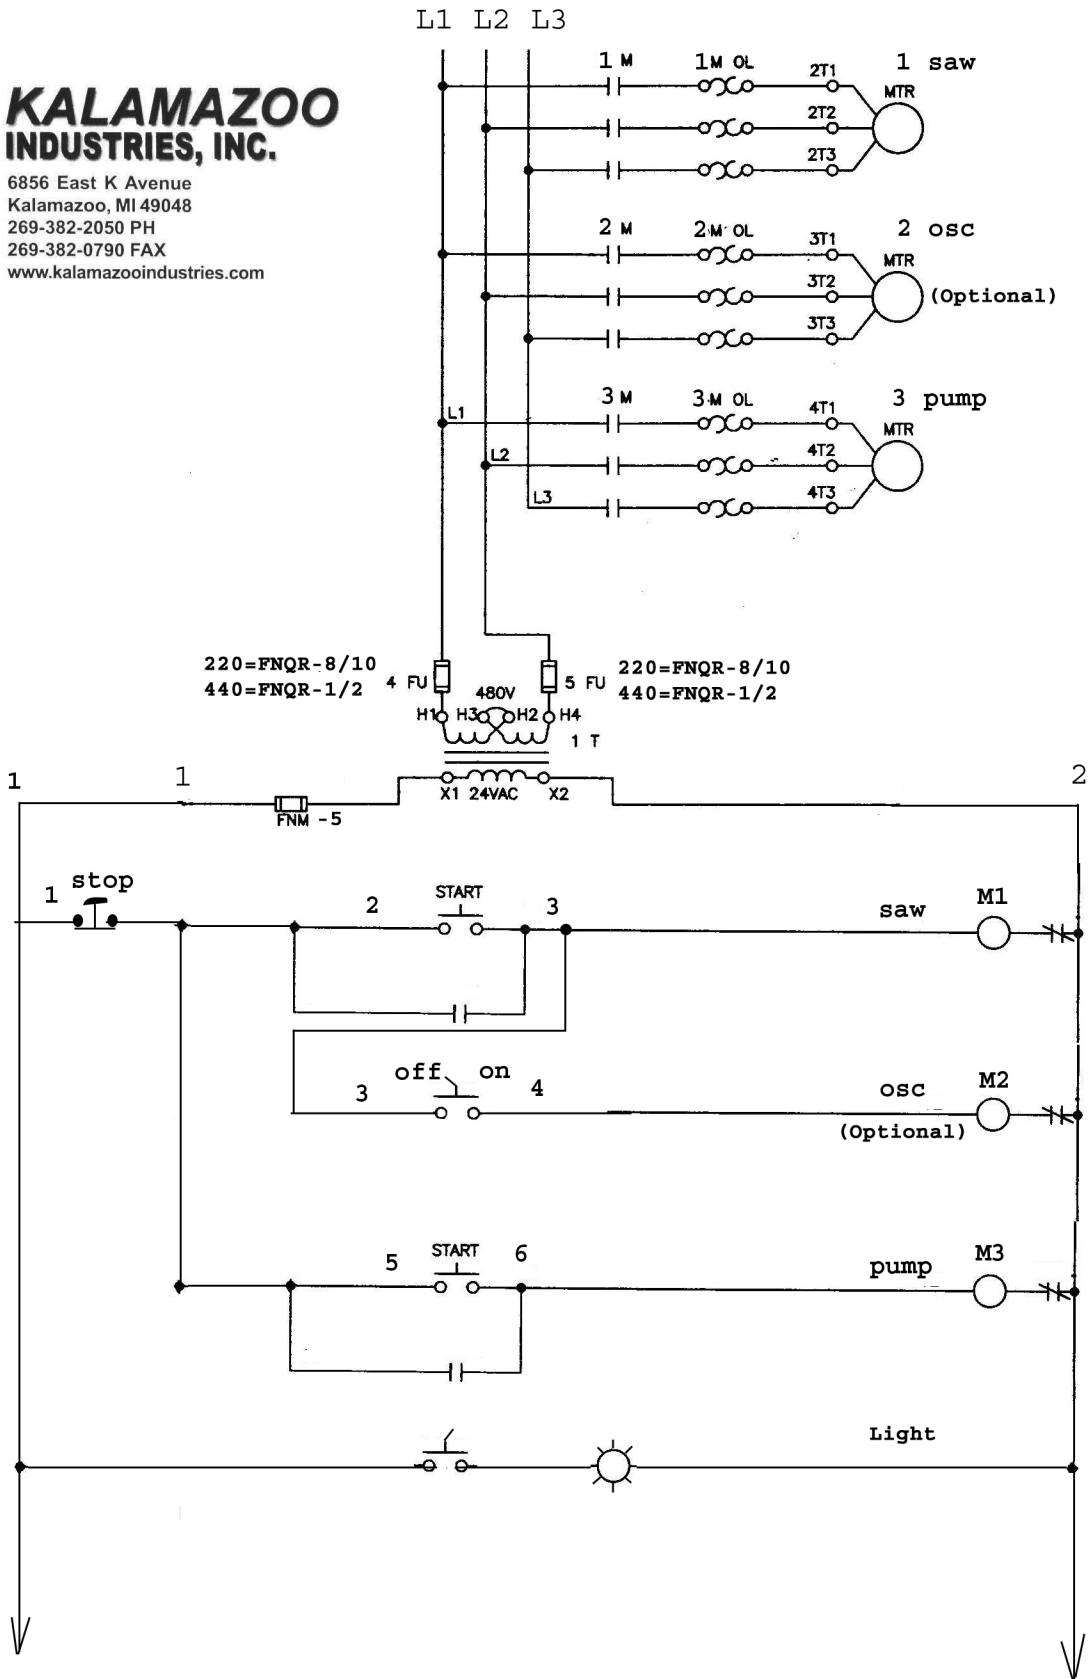 L1 L2 L3
KALAMAZOO
INDUSTRIES, INC.
6856 East K Avenue
Kalamazoo, MI 49048
269-382-2050 PH
269-382-0790 FAX
www.kalamazooindustries.com
1 M 1M OL 2T1 1 saw
MTR
2T2
2T3
2 M 2M OL 3T1 2 osc
MTR
3T2 (Optional)
3T3
3 M 3M OL 4T1 3 pump
L1 MTR
L2 4T2
L3 4T3
220=FNQR-8/10
440=FNQR-1/2
4 FU
480V
5 FU
220=FNQR-8/10
440=FNQR-1/2
H1 H3 H2 H4
1 T
1 1 2
X1 24VAC X2
FNM -5
1 stop
2 START 3 saw M1
3 off on 4 osc M2
(Optional)
5 START 6 pump M3
Light